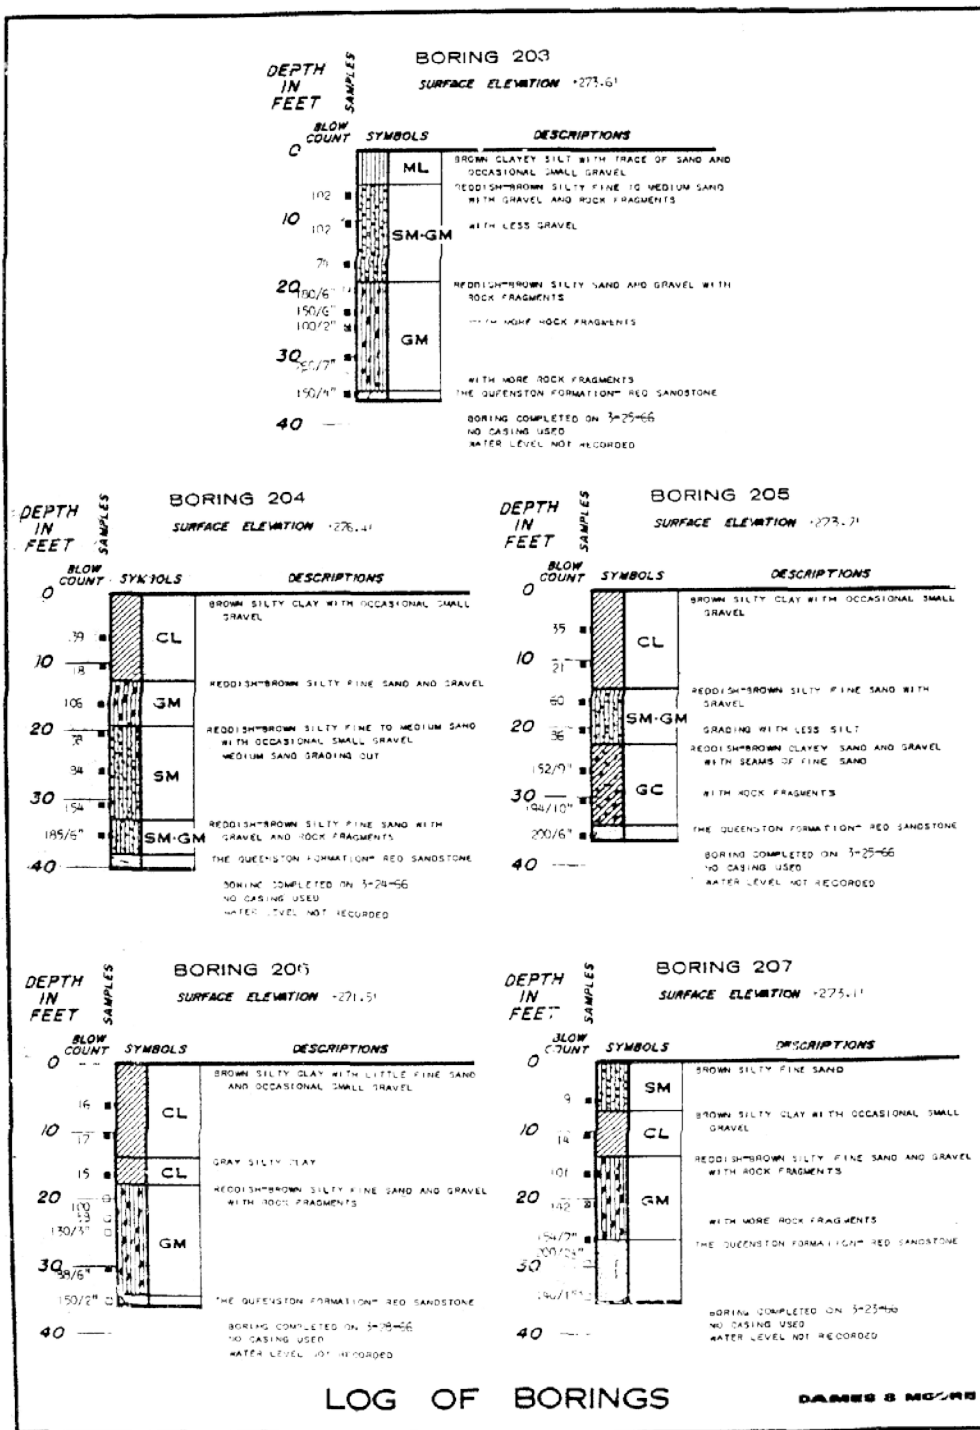 BORING 203
SURFACE ELEVATION +273.6'
DEPTH IN FEET
SAMPLES
BLOW COUNT SYMBOLS DESCRIPTIONS
0
ML BROWN CLAYEY SILT WITH TRACE OF SAND AND
OCCASIONAL SMALL GRAVEL
REDDISH-BROWN SILTY FINE TO MEDIUM SAND
102 WITH GRAVEL AND ROCK FRAGMENTS
10
102 SM-GM WITH LESS GRAVEL
20 REDDISH-BROWN SILTY SAND AND GRAVEL WITH
180/6" ROCK FRAGMENTS
150/6"
100/2" MORE ROCK FRAGMENTS
GM
30
WITH MORE ROCK FRAGMENTS
150/4" THE QUEENSTON FORMATION- RED SANDSTONE
40
BORING COMPLETED ON 3-25-66
NO CASING USED
WATER LEVEL NOT RECORDED
BORING 204
SURFACE ELEVATION +276.4'
DEPTH IN FEET
SAMPLES
BLOW COUNT SYMBOLS DESCRIPTIONS
0
BROWN SILTY CLAY WITH OCCASIONAL SMALL
GRAVEL
39 CL
10
18
REDDISH-BROWN SILTY FINE SAND AND GRAVEL
106 GM
20 REDDISH-BROWN SILTY FINE TO MEDIUM SAND
WITH OCCASIONAL SMALL GRAVEL
MEDIUM SAND GRADING OUT
94 SM
30
154
REDDISH-BROWN SILTY FINE SAND WITH
185/6" SM-GM GRAVEL AND ROCK FRAGMENTS
THE QUEENSTON FORMATION- RED SANDSTONE
40
BORING COMPLETED ON 3-24-66
NO CASING USED
WATER LEVEL NOT RECORDED
BORING 205
SURFACE ELEVATION +273.7'
DEPTH IN FEET
SAMPLES
BLOW COUNT SYMBOLS DESCRIPTIONS
0
BROWN SILTY CLAY WITH OCCASIONAL SMALL
GRAVEL
35 CL
10
21
REDDISH-BROWN SILTY FINE SAND WITH
60 GRAVEL
SM-GM
20
GRADING WITH LESS SILT
REDDISH-BROWN CLAYEY SAND AND GRAVEL
WITH SEAMS OF FINE SAND
152/9"
GC
30 WITH ROCK FRAGMENTS
194/10"
200/6" THE QUEENSTON FORMATION- RED SANDSTONE
40
BORING COMPLETED ON 3-25-66
NO CASING USED
WATER LEVEL NOT RECORDED
BORING 206
SURFACE ELEVATION +271.5'
DEPTH IN FEET
SAMPLES
BLOW COUNT SYMBOLS DESCRIPTIONS
0
BROWN SILTY CLAY WITH LITTLE FINE SAND
AND OCCASIONAL SMALL GRAVEL
16
CL
10
17
GRAY SILTY CLAY
15 CL
20 REDDISH-BROWN SILTY FINE SAND AND GRAVEL
WITH ROCK FRAGMENTS
130/3"
GM
30
98/6"
150/2" THE QUEENSTON FORMATION- RED SANDSTONE
40
BORING COMPLETED ON 3-28-66
NO CASING USED
WATER LEVEL NOT RECORDED
BORING 207
SURFACE ELEVATION +273.1'
DEPTH IN FEET
SAMPLES
BLOW COUNT SYMBOLS DESCRIPTIONS
0
BROWN SILTY FINE SAND
SM
9
BROWN SILTY CLAY WITH OCCASIONAL SMALL
GRAVEL
10
14 CL
REDDISH-BROWN SILTY FINE SAND AND GRAVEL
101 WITH ROCK FRAGMENTS
20 GM
142
WITH MORE ROCK FRAGMENTS
154/7" THE QUEENSTON FORMATION- RED SANDSTONE
30
40
BORING COMPLETED ON 3-23-66
NO CASING USED
WATER LEVEL NOT RECORDED
LOG OF BORINGS
DAMES & MOORE